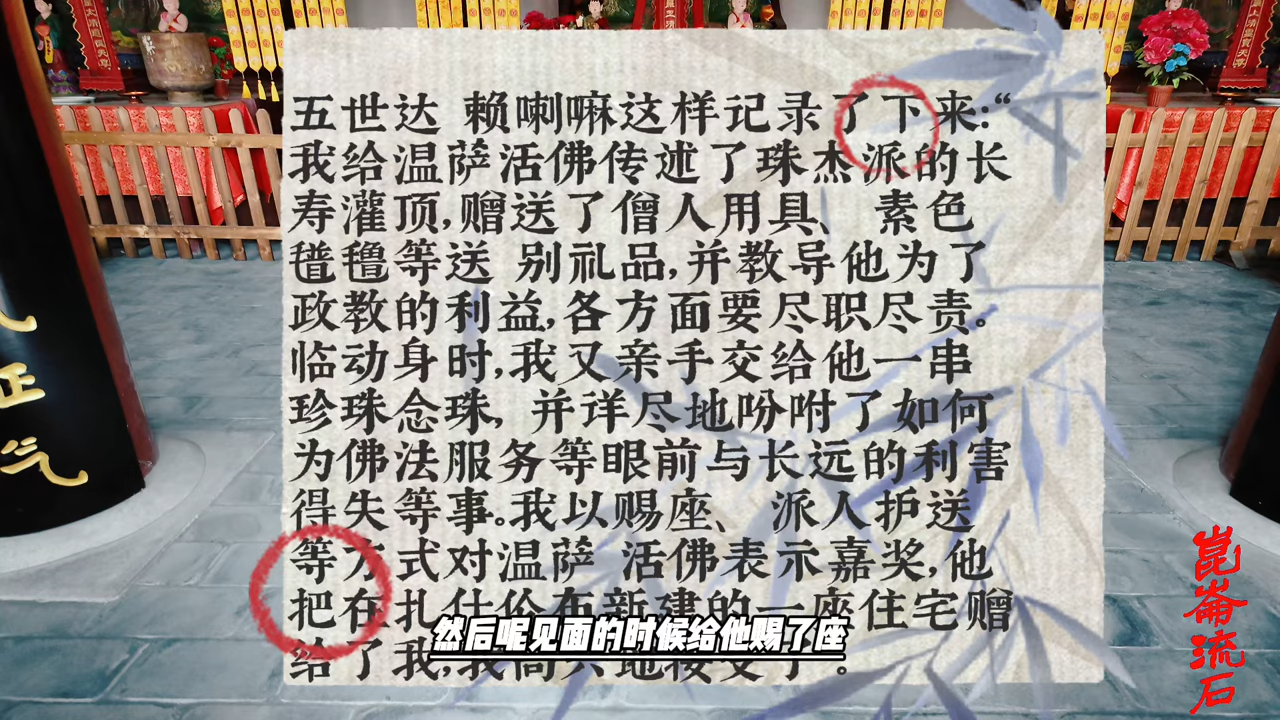 五世达 赖喇嘛这样记录了下来:“
我给温萨活佛传述了珠杰派的长
寿灌顶,赠送了僧人用具、 素色
氆氇等送 别礼品,并教导他为了
政教的利益,各方面要尽职尽责。
临动身时,我又亲手交给他一串
珍珠念珠, 并详尽地吩咐了如何
为佛法服务等眼前与长远的利害
得失等事。我以赐座、 派人护送
等方式对温萨 活佛表示嘉奖,他
把在扎什伦布新建的一座住宅赠
给了我,我高兴地接受了。
然后呢见面的时候给他赐了座
正气
崑崙流石